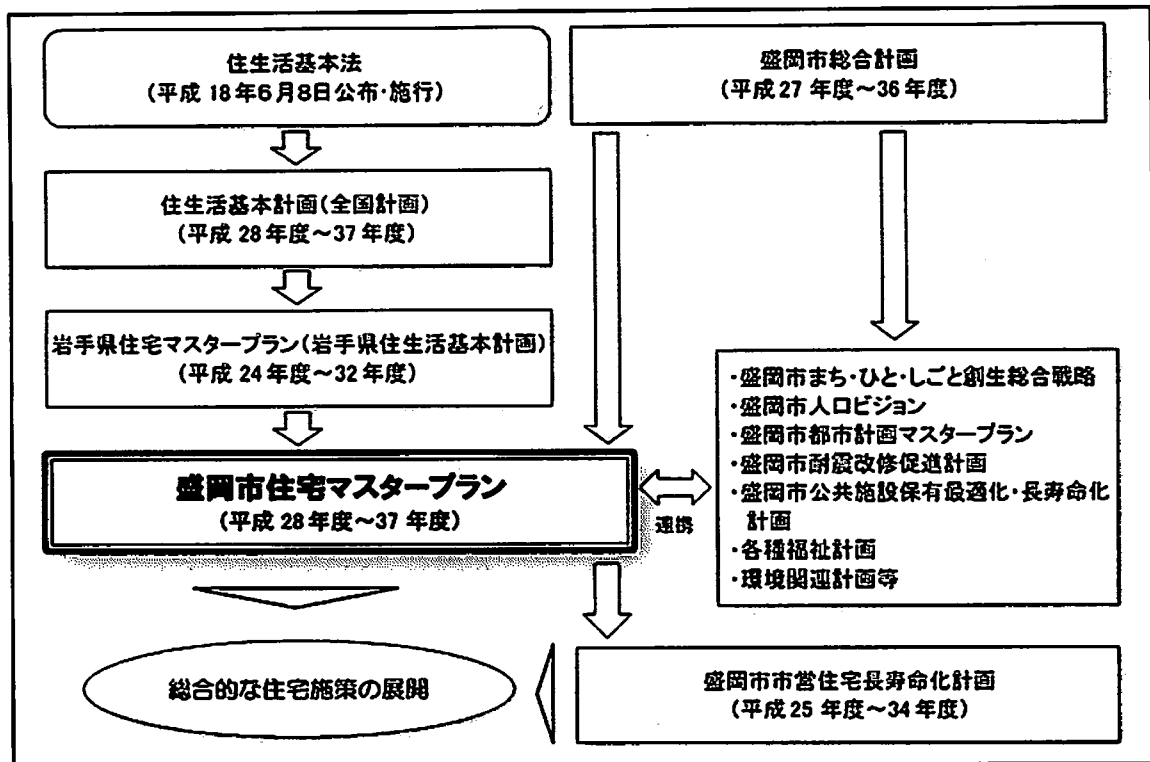 住生活基本法
(平成 18年6月8日公布・施行)
盛岡市総合計画
(平成27 年度～36年度)
住生活基本計画(全国計画)
(平成 28年度～37年度)
岩手県住宅マスタープラン(岩手県住生活基本計画)
(平成 24年度～32年度)
盛岡市住宅マスタープラン
(平成 28年度～37 年度)
連携
・盛岡市まち・ひと・しごと創生総合戦略
・盛岡市人口ビジョン
・盛岡市都市計画マスタープラン
・盛岡市耐震改修促進計画
・盛岡市公共施設保有最適化・長寿命化
計画
・各種福祉計画
・環境関連計画等
総合的な住宅施策の展開
盛岡市市営住宅長寿命化計画
(平成25 年度～34年度)